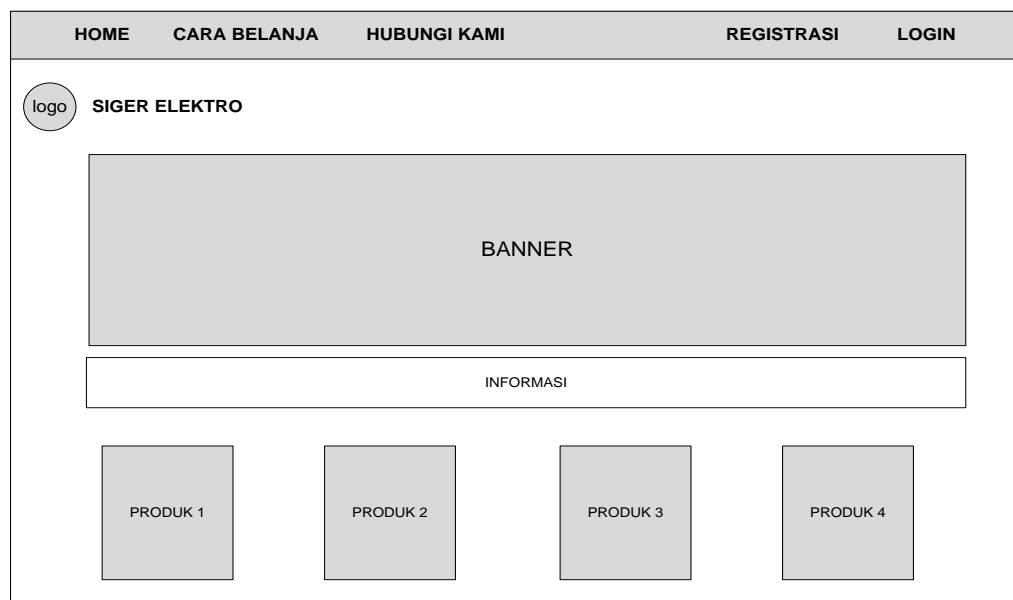 HOME CARA BELANJA HUBUNGI KAMI REGISTRASI LOGIN
logo SIGER ELEKTRO
BANNER
INFORMASI
PRODUK 1 PRODUK 2 PRODUK 3 PRODUK 4